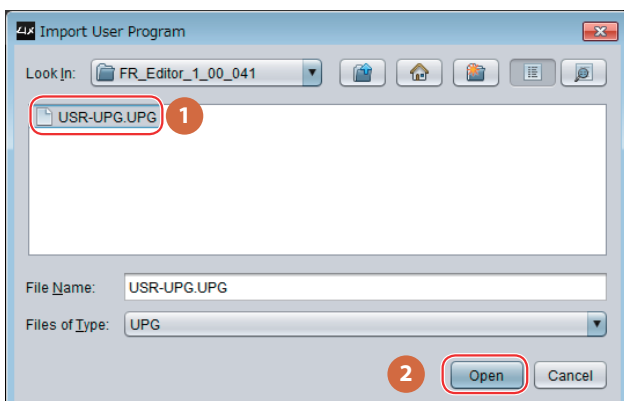 Import User Program
Look In: FR_Editor_1_00_041
USR-UPG.UPG 1
File Name: USR-UPG.UPG
Files of Type: UPG
2 Open Cancel